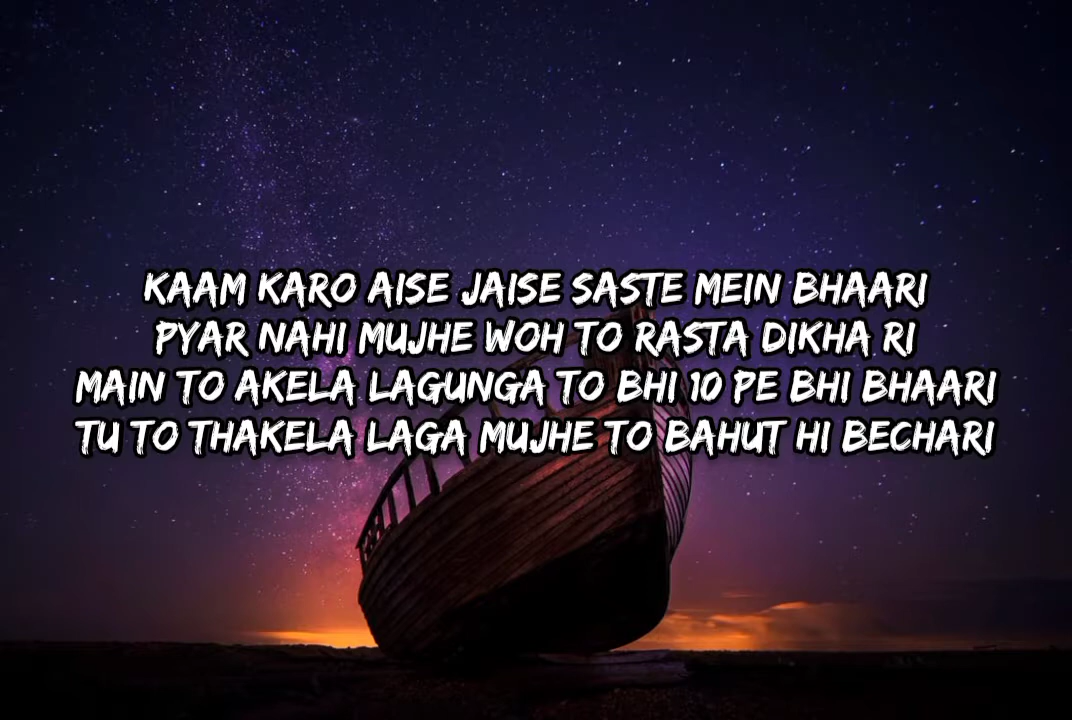 KAAM KARO AISE JAISE SASTE MEIN BHAARI
PYAR NAHI MUJHE WOH TO RASTA DIKHA RI
MAIN TO AKELA LAGUNGA TO BHI 10 PE BHI BHAARI
TU TO THAKELA LAGA MUJHE TO BAHUT HI BECHARI